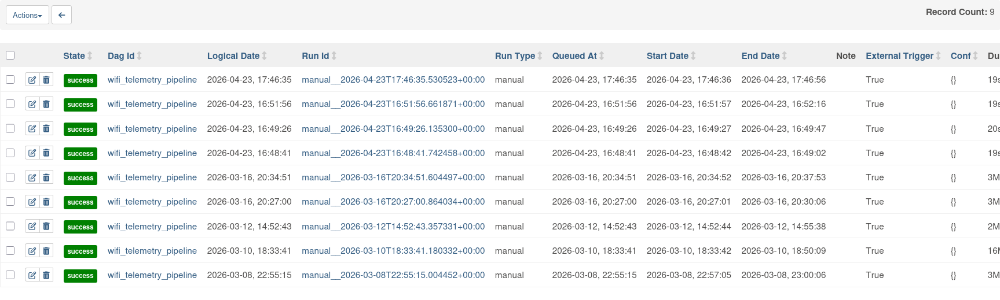 Actions
Record Count: 9
State Dag Id Logical Date Run Id Run Type Queued At Start Date End Date Note External Trigger Conf Du
success wifi_telemetry_pipeline 2026-04-23, 17:46:35 manual__2026-04-23T17:46:35.530523+00:00 manual 2026-04-23, 17:46:35 2026-04-23, 17:46:36 2026-04-23, 17:46:56 True {} 19s
success wifi_telemetry_pipeline 2026-04-23, 16:51:56 manual__2026-04-23T16:51:56.661871+00:00 manual 2026-04-23, 16:51:56 2026-04-23, 16:51:57 2026-04-23, 16:52:16 True {} 19s
success wifi_telemetry_pipeline 2026-04-23, 16:49:26 manual__2026-04-23T16:49:26.135300+00:00 manual 2026-04-23, 16:49:26 2026-04-23, 16:49:27 2026-04-23, 16:49:47 True {} 20s
success wifi_telemetry_pipeline 2026-04-23, 16:48:41 manual__2026-04-23T16:48:41.742458+00:00 manual 2026-04-23, 16:48:41 2026-04-23, 16:48:42 2026-04-23, 16:49:02 True {} 19s
success wifi_telemetry_pipeline 2026-03-16, 20:34:51 manual__2026-03-16T20:34:51.604497+00:00 manual 2026-03-16, 20:34:51 2026-03-16, 20:34:52 2026-03-16, 20:37:53 True {} 3M
success wifi_telemetry_pipeline 2026-03-16, 20:27:00 manual__2026-03-16T20:27:00.864034+00:00 manual 2026-03-16, 20:27:00 2026-03-16, 20:27:01 2026-03-16, 20:30:06 True {} 3M
success wifi_telemetry_pipeline 2026-03-12, 14:52:43 manual__2026-03-12T14:52:43.357331+00:00 manual 2026-03-12, 14:52:43 2026-03-12, 14:52:44 2026-03-12, 14:55:38 True {} 2M
success wifi_telemetry_pipeline 2026-03-10, 18:33:41 manual__2026-03-10T18:33:41.180332+00:00 manual 2026-03-10, 18:33:41 2026-03-10, 18:33:42 2026-03-10, 18:50:09 True {} 16M
success wifi_telemetry_pipeline 2026-03-08, 22:55:15 manual__2026-03-08T22:55:15.004452+00:00 manual 2026-03-08, 22:55:15 2026-03-08, 22:57:05 2026-03-08, 23:00:06 True {} 3M